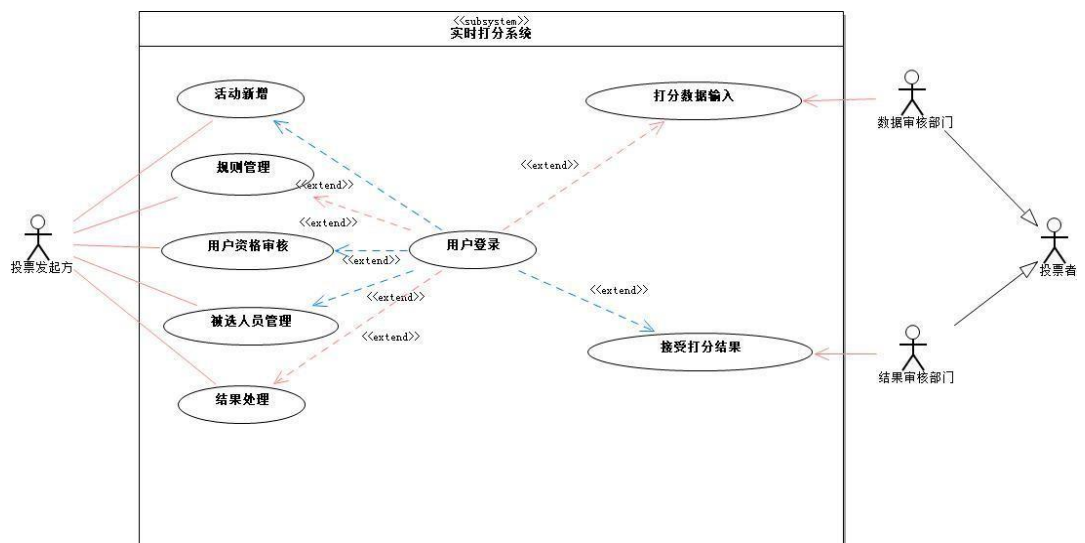 <<subsystem>>
实时打分系统
活动新增
打分数据输入
数据审核部门
<<extend>>
规则管理
<<extend>>
<<extend>>
用户资格审核
用户登录
<<extend>>
投票发起方
投票者
<<extend>>
<<extend>>
被选人员管理
<<extend>>
接受打分结果
结果审核部门
结果处理